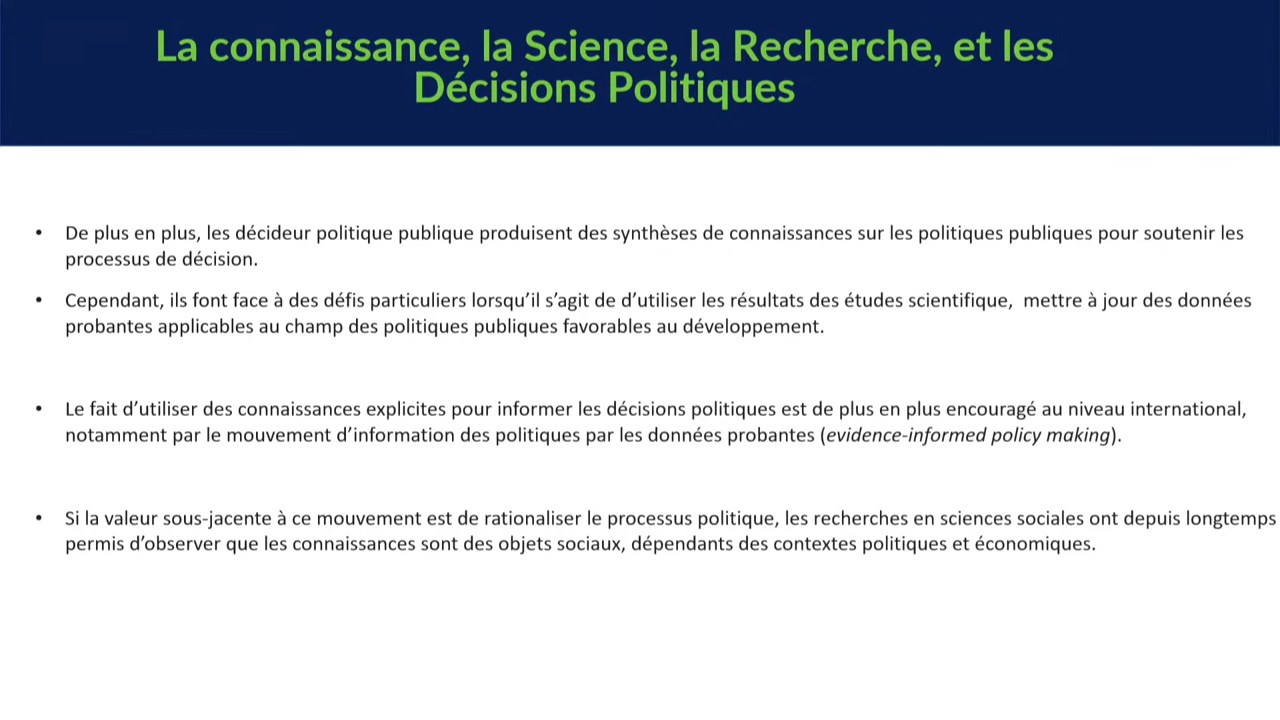 La connaissance, la Science, la Recherche, et les
Décisions Politiques
• De plus en plus, les décideur politique publique produisent des synthèses de connaissances sur les politiques publiques pour soutenir les
processus de décision.
• Cependant, ils font face à des défis particuliers lorsqu’il s’agit de d’utiliser les résultats des études scientifique,  mettre à jour des données
probantes applicables au champ des politiques publiques favorables au développement.
• Le fait d’utiliser des connaissances explicites pour informer les décisions politiques est de plus en plus encouragé au niveau international,
notamment par le mouvement d’information des politiques par les données probantes (evidence-informed policy making).
• Si la valeur sous-jacente à ce mouvement est de rationaliser le processus politique, les recherches en sciences sociales ont depuis longtemps
permis d’observer que les connaissances sont des objets sociaux, dépendants des contextes politiques et économiques.